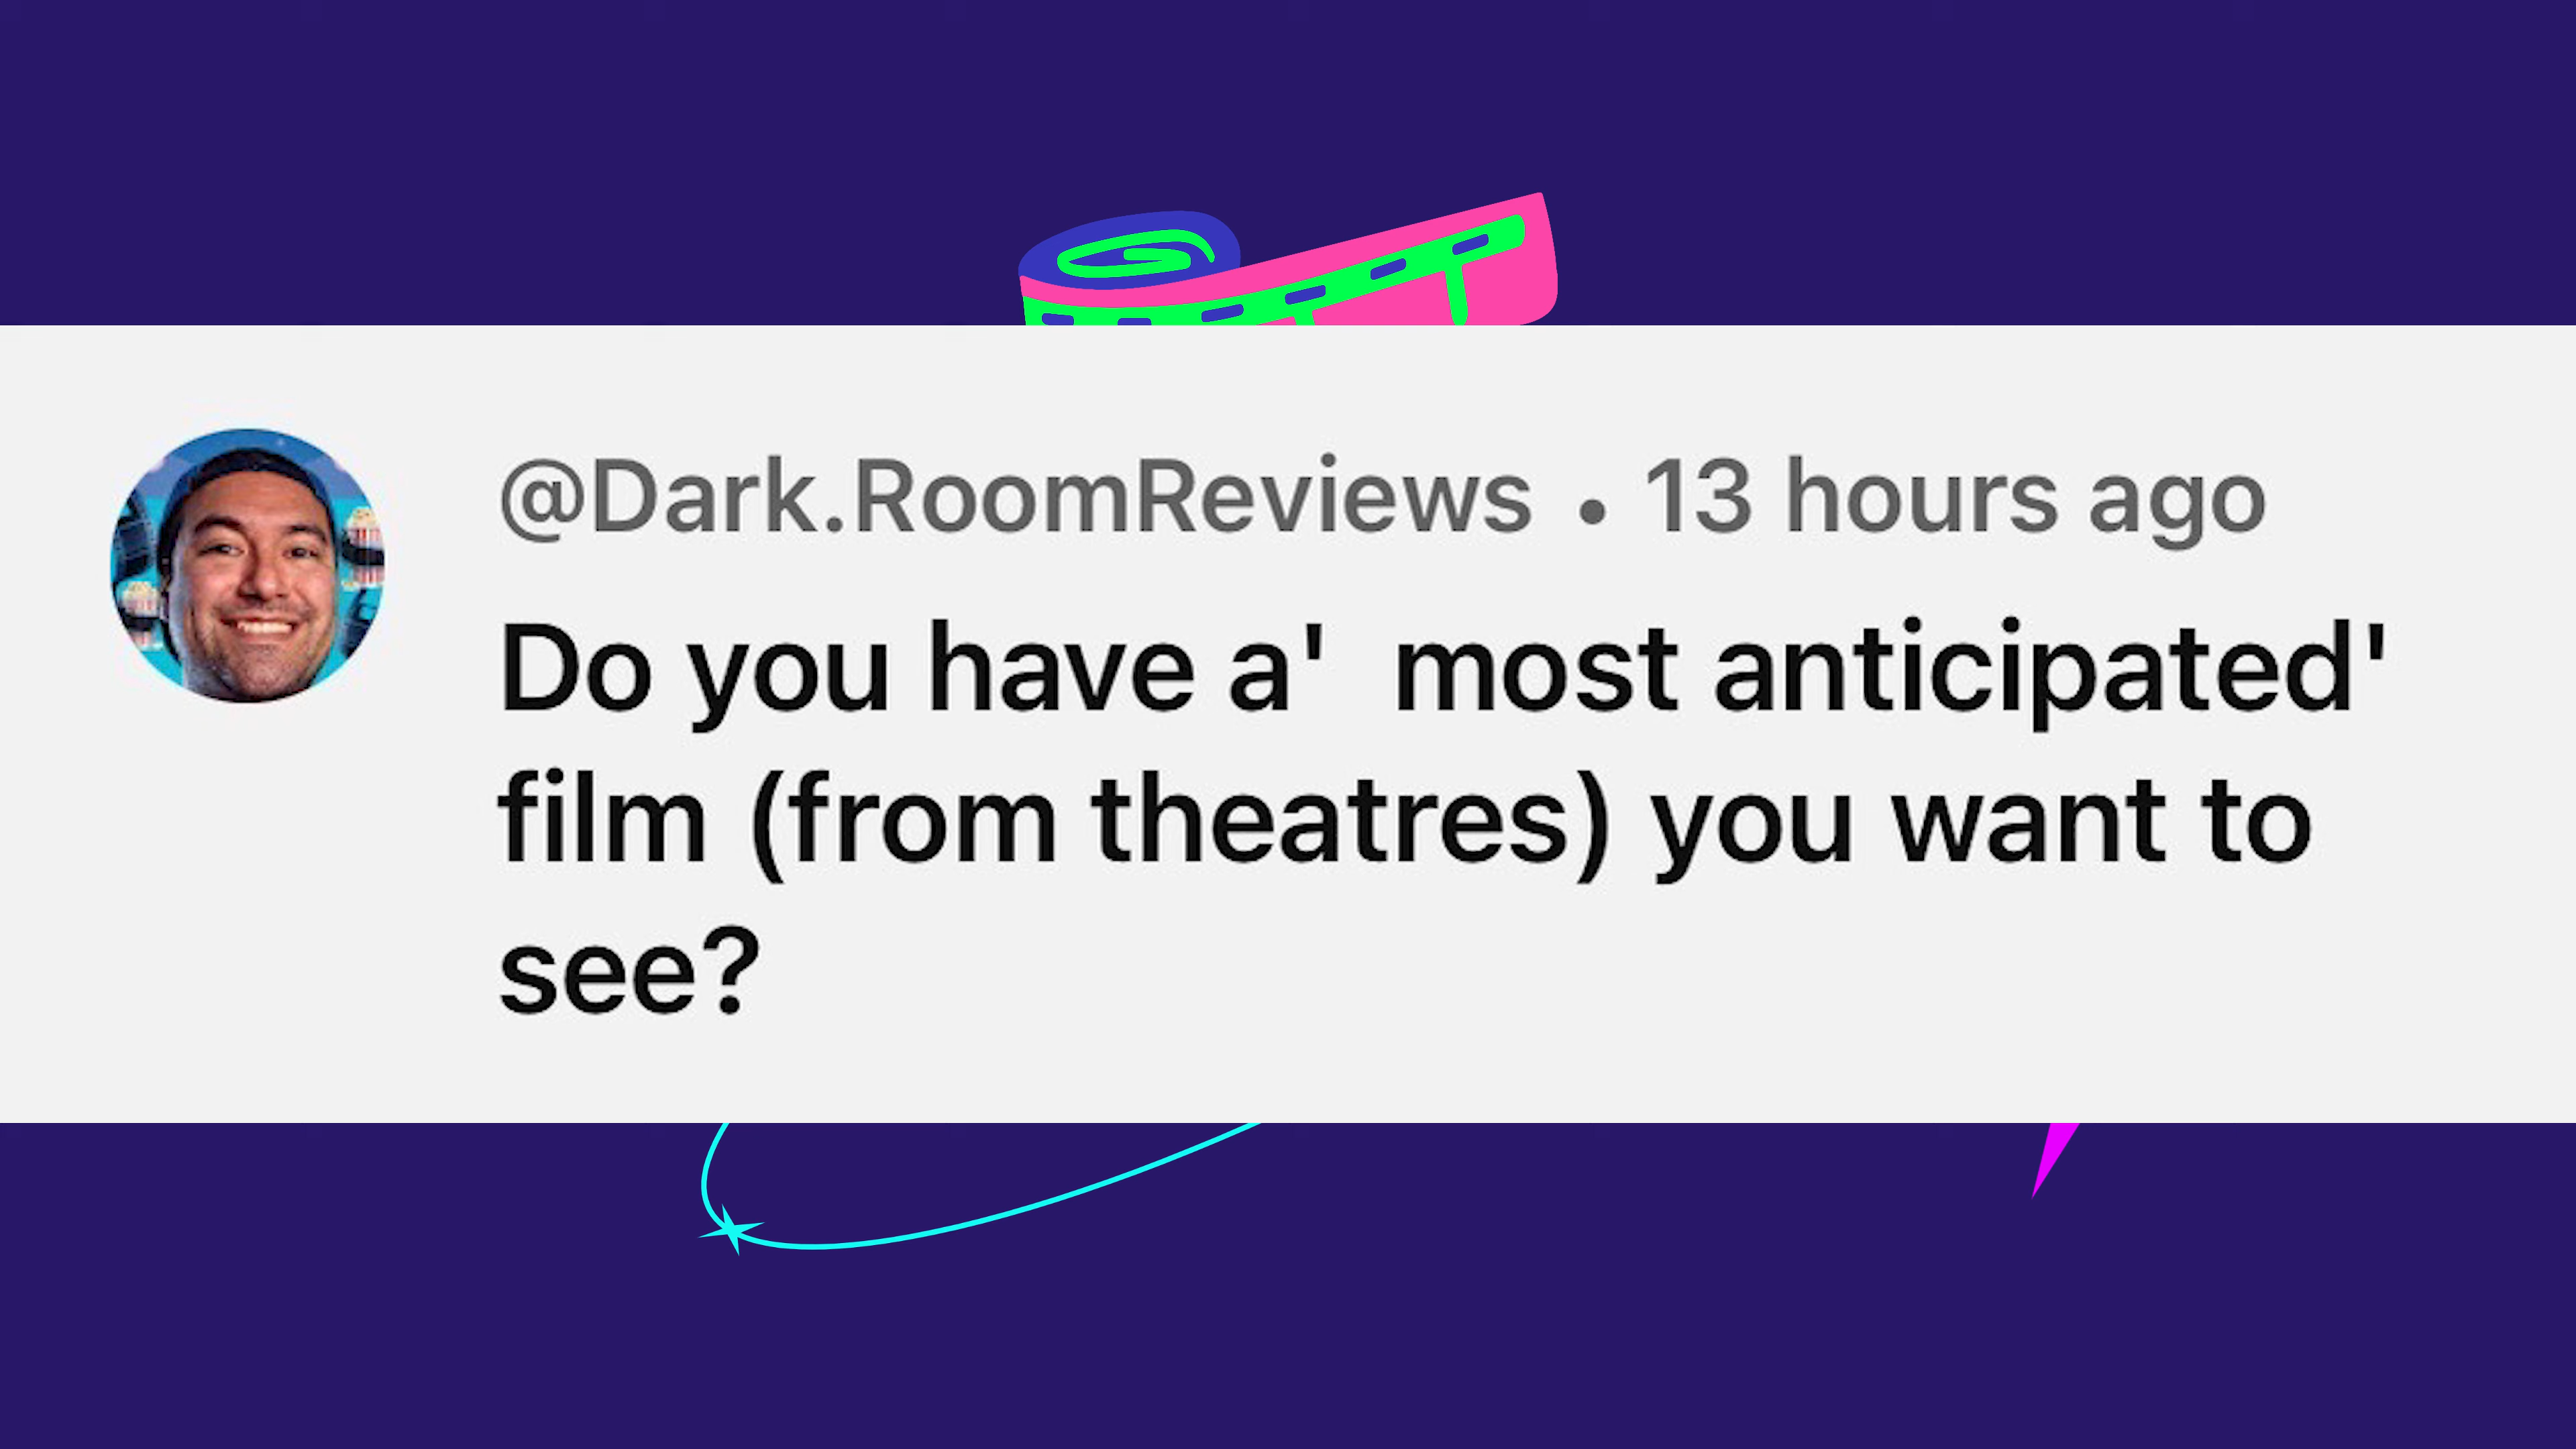 @Dark.RoomReviews • 13 hours ago
Do you have a'  most anticipated'
film (from theatres) you want to
see?